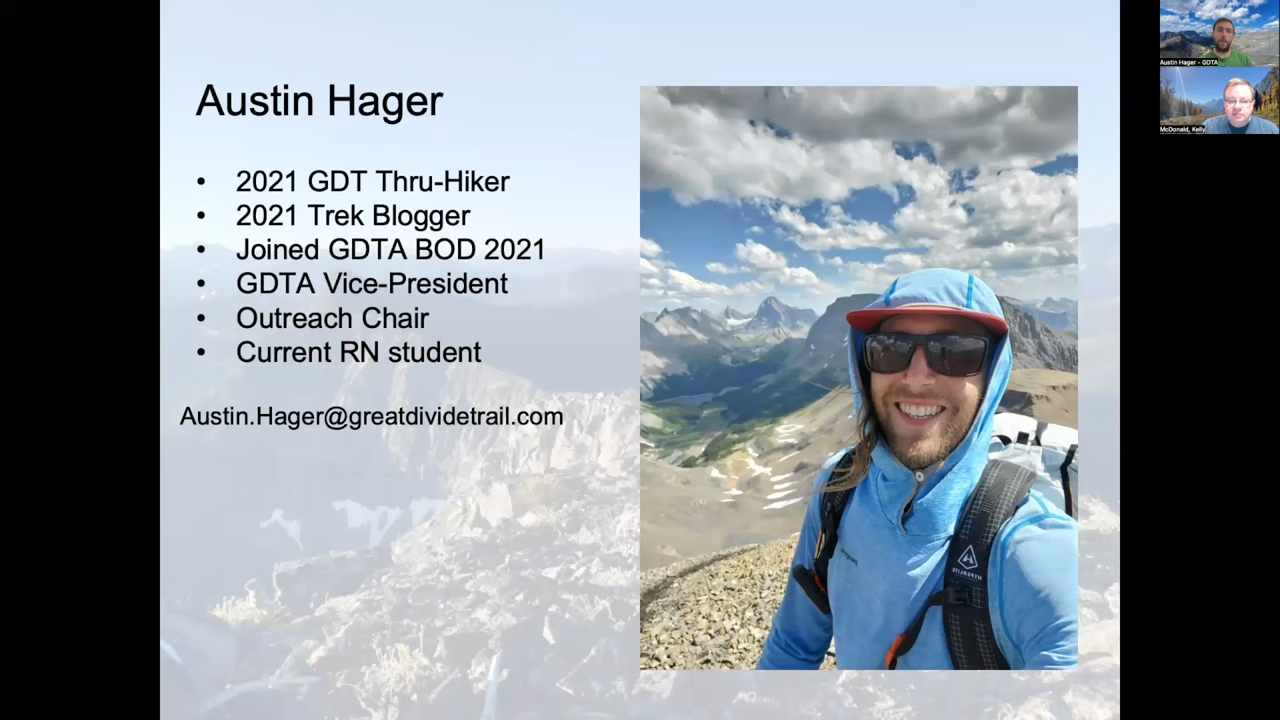 Austin Hager
• 2021 GDT Thru-Hiker
• 2021 Trek Blogger
• Joined GDTA BOD 2021
• GDTA Vice-President
• Outreach Chair
• Current RN student
Austin.Hager@greatdividetrail.com
Austin Hager - GDTA
McDonald, Kelly
HYPERLITE